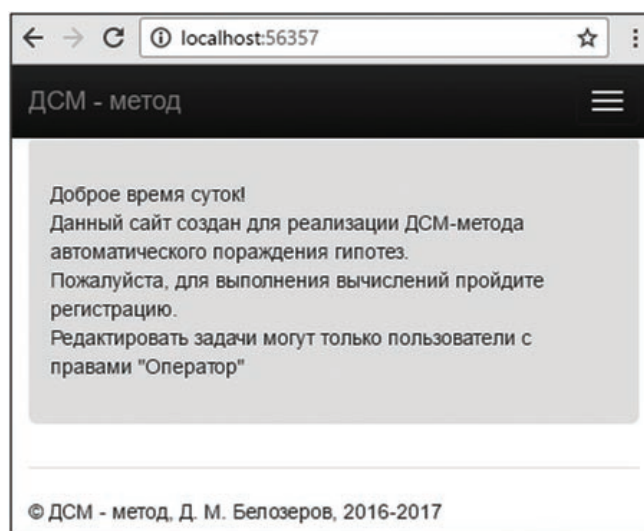 localhost:56357
ДСМ - метод
Доброе время суток!
Данный сайт создан для реализации ДСМ-метода
автоматического пораждения гипотез.
Пожалуйста, для выполнения вычислений пройдите
регистрацию.
Редактировать задачи могут только пользователи с
правами "Оператор"
© ДСМ - метод, Д. М. Белозеров, 2016-2017